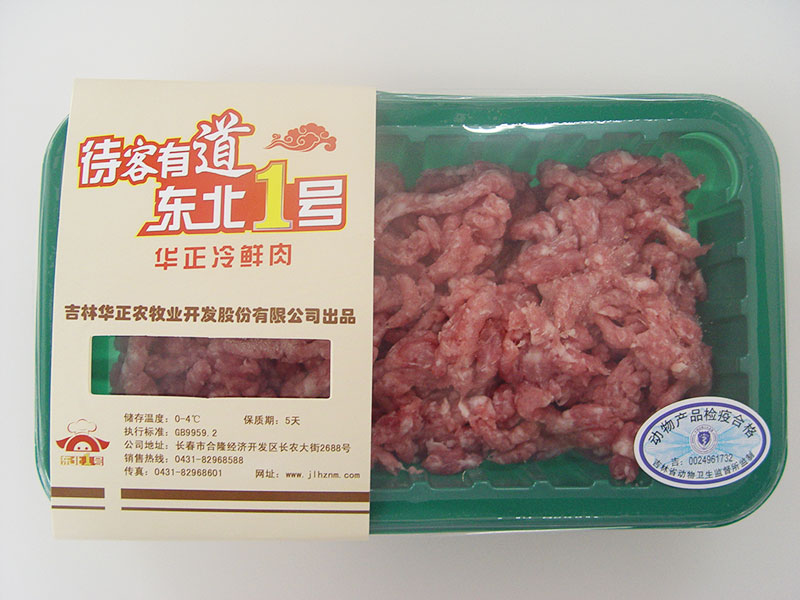 待客有道
东北1号
华正冷鲜肉
吉林华正农牧业开发股份有限公司出品
储存温度：0-4℃ 保质期：5天
执行标准：GB9959.2
公司地址：长春市合隆经济开发区长农大街2688号
销售热线：0431-82968588
传真：0431-82968601 网址：www.jlhznm.com
东北1号
动物产品检疫合格
吉：0024961732
吉林省动物卫生监督所监制